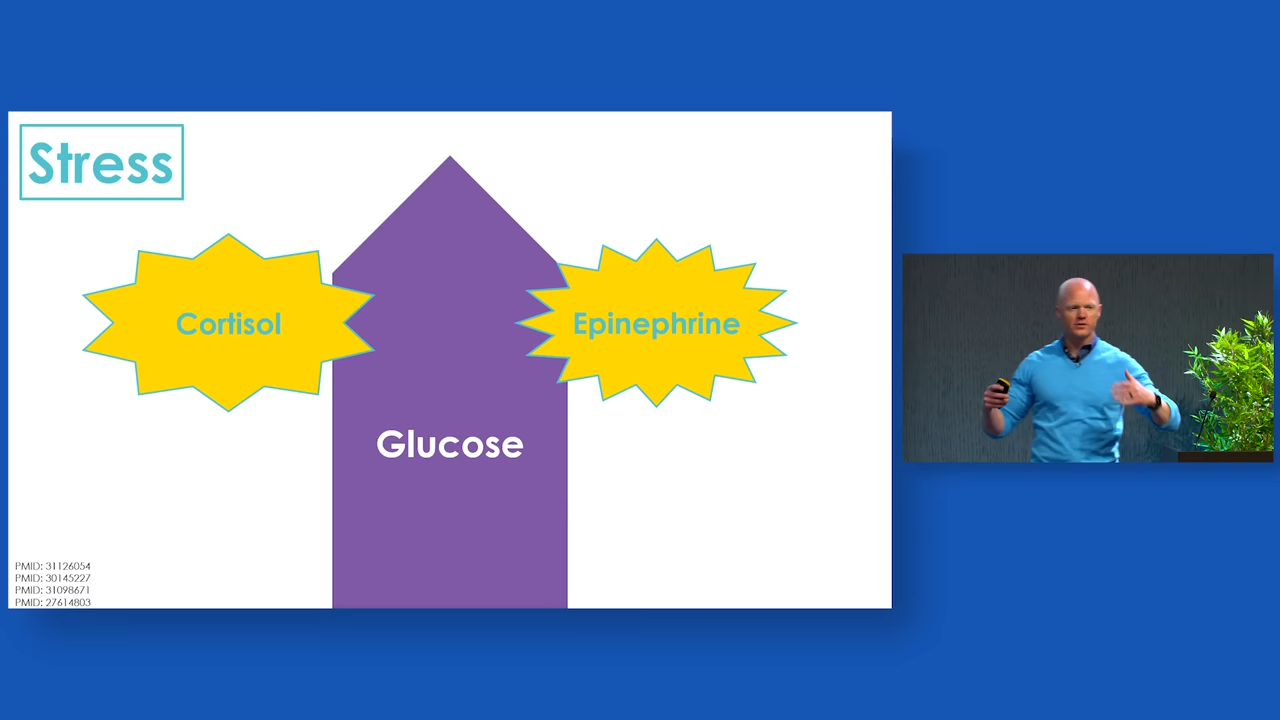 Stress
Cortisol
Epinephrine
Glucose
PMID: 31126054
PMID: 30145227
PMID: 31098671
PMID: 27614803